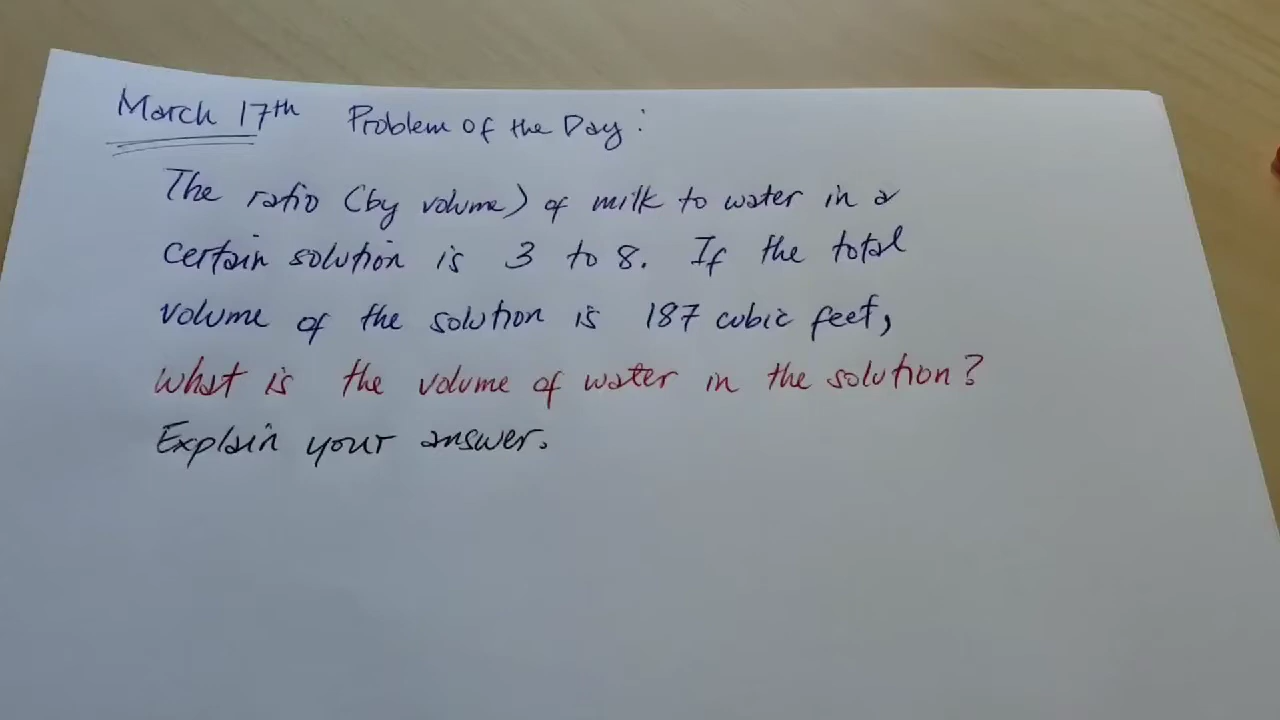 March 17th Problem of the Day:
The ratio (by volume) of milk to water in a
certain solution is 3 to 8. If the total
volume of the solution is 187 cubic feet,
What is the volume of water in the solution?
Explain your answer.